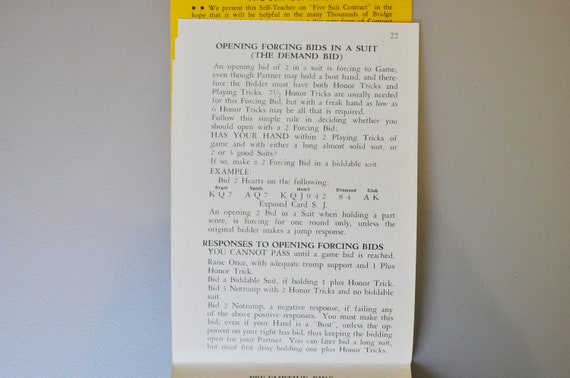 • • We present this Self-Teacher on "Five Suit Contract" in the
hope that it will be helpful to the many Thousands of Bridge
22
OPENING FORCING BIDS IN A SUIT
(THE DEMAND BID)
An opening bid of 2 in a suit is forcing to Game,
even though Partner may hold a bust hand, and there-
fore the Bidder must have both Honor Tricks and
Playing Tricks. 7½ Honor Tricks are usually needed
for this Forcing Bid, but with a freak hand as low as
6 Honor Tricks may be all that is required.
Follow this simple rule in deciding whether you
should open with a 2 Forcing Bid:
HAS YOUR HAND within 2 Playing Tricks of
game and with either a long almost solid suit, or
2 or 3 good Suits?
If so, make a 2 Forcing Bid in a biddable suit.
EXAMPLE:
Bid 2 Hearts on the following:
Royal Spade Heart Diamond Club
K Q 7 A Q 7 K Q J 9 4 2 8 4 A K
Exposed Card S. J.
An opening 2 Bid in a Suit when holding a part
score, is forcing for one round only, unless the
original bidder makes a jump response.
RESPONSES TO OPENING FORCING BIDS
YOU CANNOT PASS until a game bid is reached.
Raise Once, with adequate trump support and 1 Plus
Honor Trick.
Bid a Biddable Suit, if holding 1 plus Honor Trick.
Bid 3 Notrump with 2 Honor Tricks and no biddable
suit.
Bid 2 Notrump, a negative response, if failing any
of the above positive responses. You must make this
bid, even if your Hand is a "Bust", unless the op-
ponent on your right has bid, thus keeping the bidding
open for your Partner. You can later bid a long suit,
but must first deny holding one plus Honor Tricks.
PRE-EMPTIVE BIDS